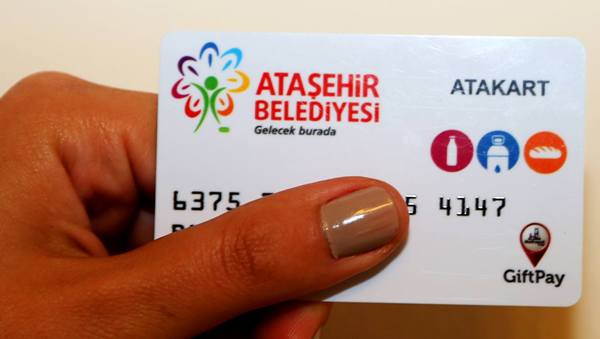 ATAŞEHİR
BELEDİYESİ
Gelecek burada
ATAKART
6375 4147
GiftPay